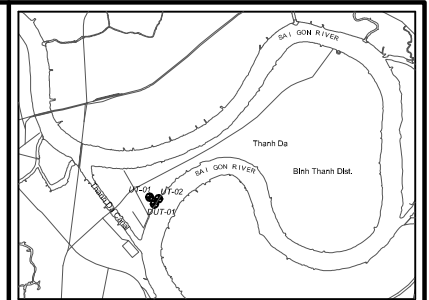 SAI GON RIVER
Thanh Da
Binh Thanh Dist.
SAI GON RIVER
Thanh Da Canal
UT-01
UT-02
DUT-01